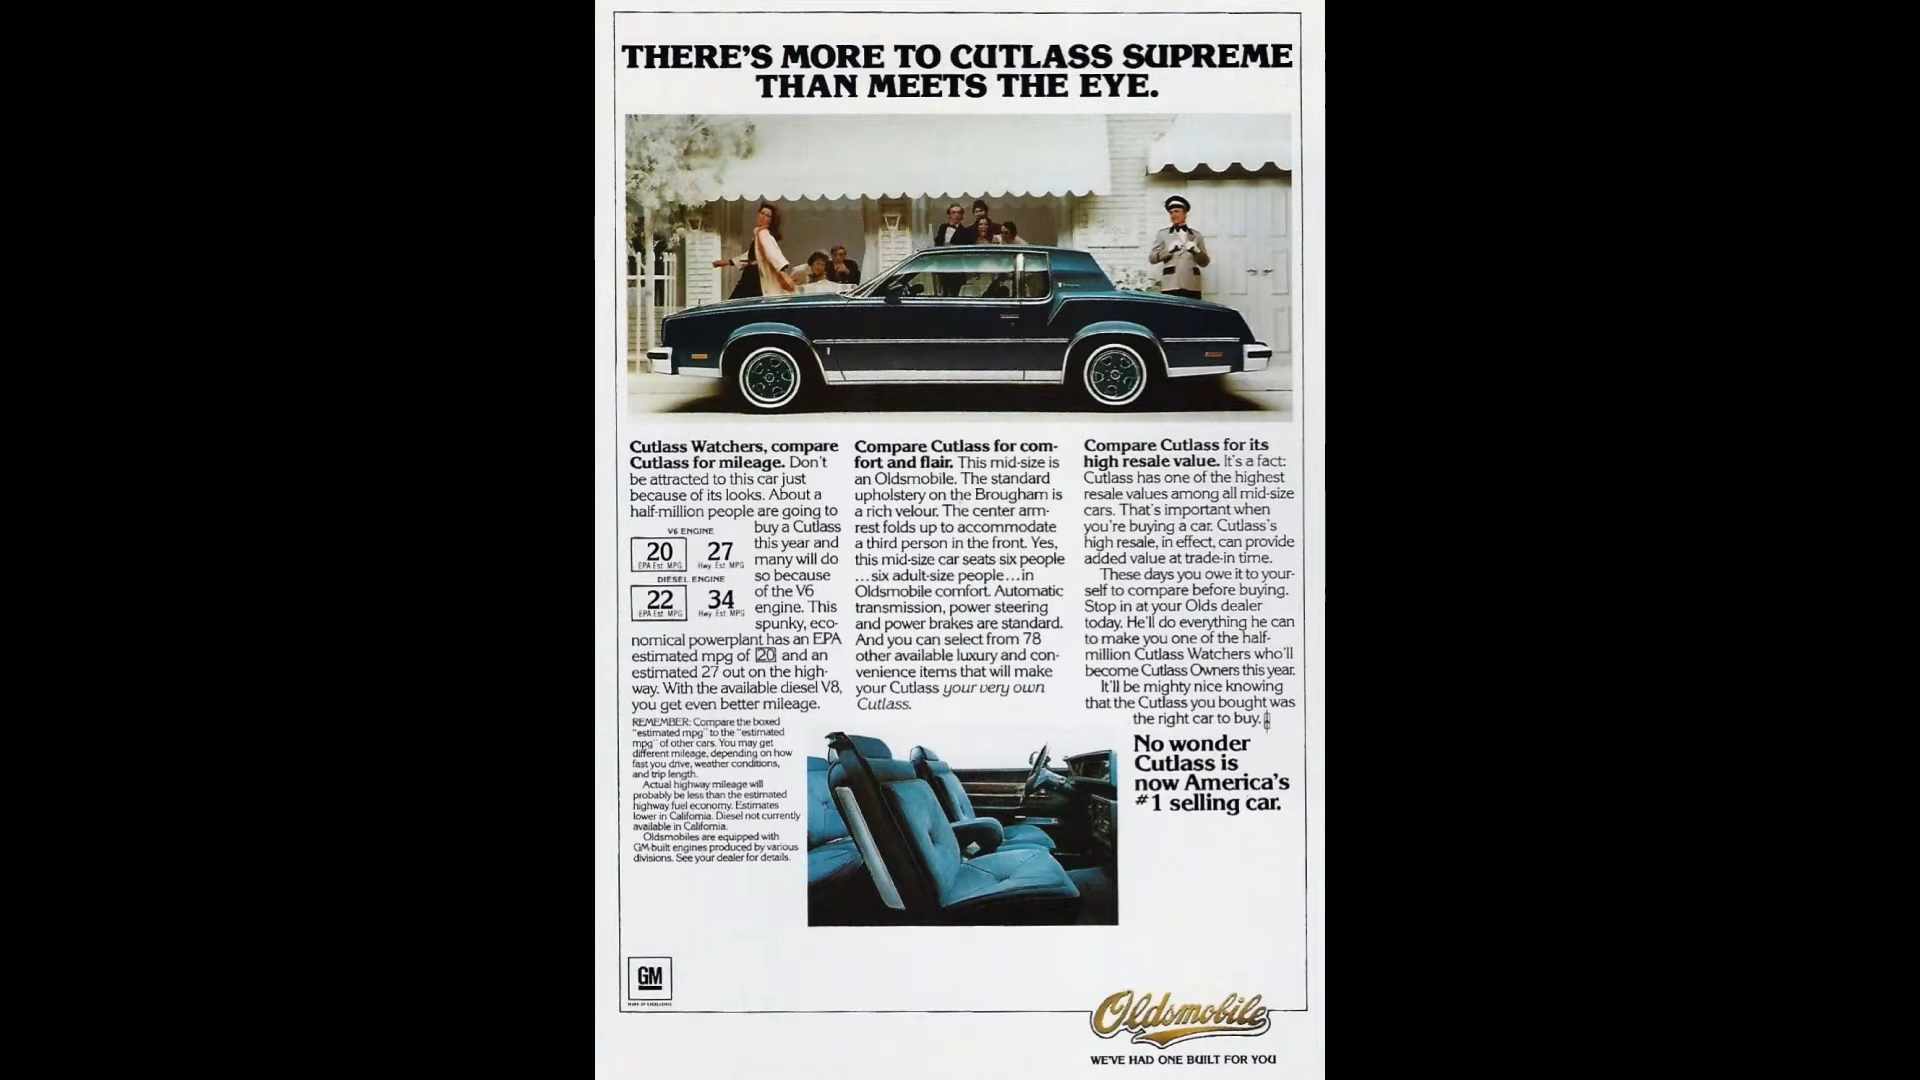 THERE'S MORE TO CUTLASS SUPREME
THAN MEETS THE EYE.
Cutlass Watchers, compare
Cutlass for mileage. Don't
be attracted to this car just
because of its looks. About a
half-million people are going to
buy a Cutlass
this year and
many will do
so because
of the V6
engine. This
spunky, eco-
nomical powerplant has an EPA
estimated mpg of 20 and an
estimated 27 out on the high-
way. With the available diesel V8,
you get even better mileage.
V6 ENGINE
20 27
EPA Est. MPG Hwy. Est. MPG
DIESEL ENGINE
22 34
EPA Est. MPG Hwy. Est. MPG
REMEMBER: Compare the boxed
"estimated mpg" to the "estimated
mpg" of other cars. You may get
different mileage, depending on how
fast you drive, weather conditions,
and trip length.
Actual highway mileage will
probably be less than the estimated
highway fuel economy. Estimates
lower in California. Diesel not currently
available in California.
Oldsmobiles are equipped with
GM-built engines produced by various
divisions. See your dealer for details.
Compare Cutlass for com-
fort and flair. This mid-size is
an Oldsmobile. The standard
upholstery on the Brougham is
a rich velour. The center arm-
rest folds up to accommodate
a third person in the front. Yes,
this mid-size car seats six people
...six adult-size people...in
Oldsmobile comfort. Automatic
transmission, power steering
and power brakes are standard.
And you can select from 78
other available luxury and con-
venience items that will make
your Cutlass your very own
Cutlass.
Compare Cutlass for its
high resale value. It's a fact:
Cutlass has one of the highest
resale values among all mid-size
cars. That's important when
you're buying a car. Cutlass's
high resale, in effect, can provide
added value at trade-in time.
These days you owe it to your-
self to compare before buying.
Stop in at your Olds dealer
today. He'll do everything he can
to make you one of the half-
million Cutlass Watchers who'll
become Cutlass Owners this year.
It'll be mighty nice knowing
that the Cutlass you bought was
the right car to buy.
No wonder
Cutlass is
now America's
#1 selling car.
GM
MARK OF EXCELLENCE
Oldsmobile
WE'VE HAD ONE BUILT FOR YOU